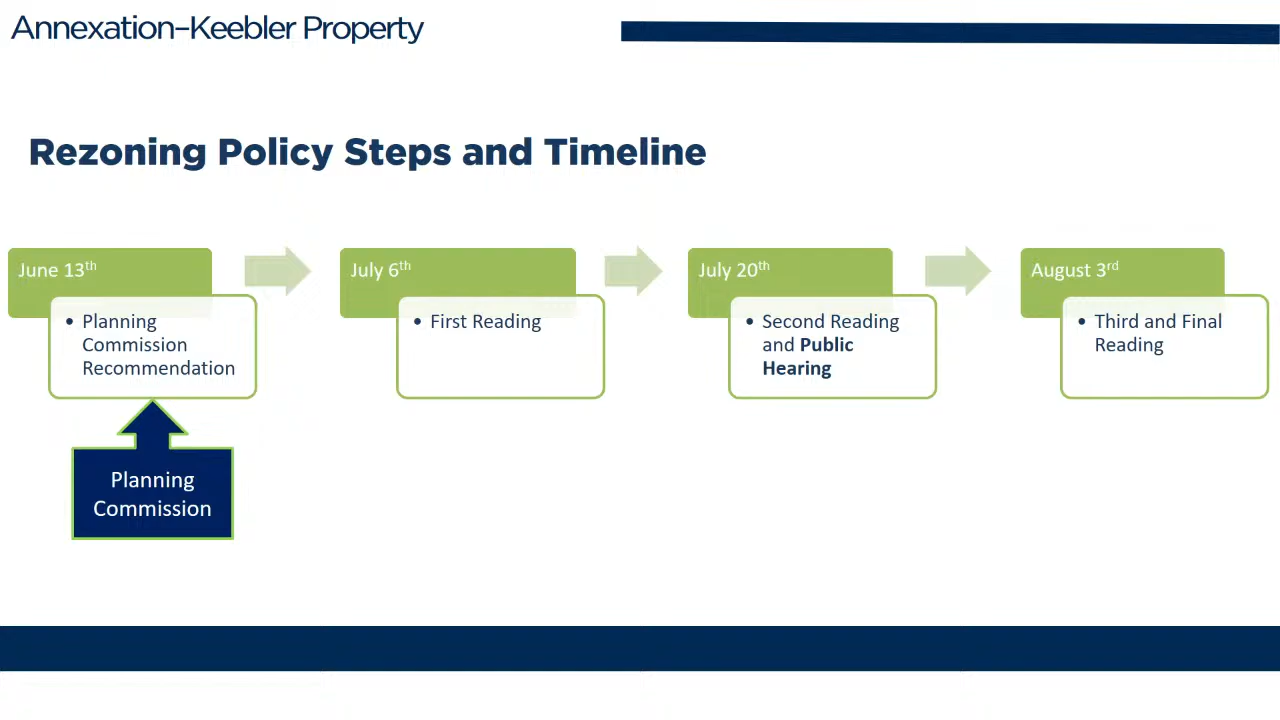 Annexation–Keebler Property
Rezoning Policy Steps and Timeline
June 13th
• Planning
Commission
Recommendation
July 6th
• First Reading
July 20th
• Second Reading
and Public
Hearing
August 3rd
• Third and Final
Reading
Planning
Commission